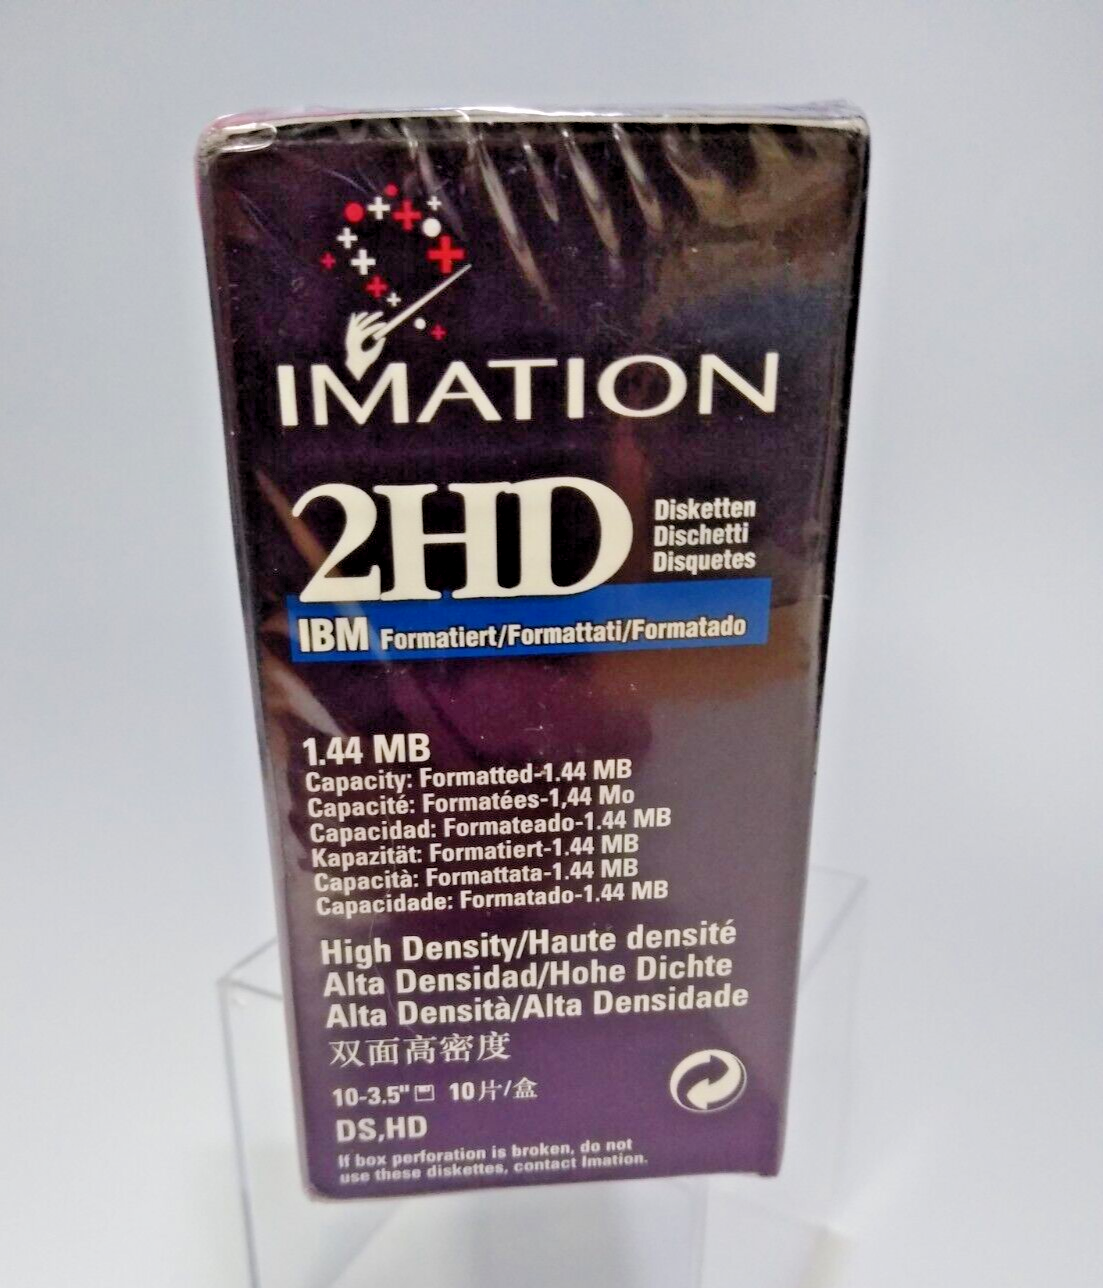 IMATION
2HD
Disketten
Dischetti
Disquetes
IBM Formatiert/Formattati/Formatado
1.44 MB
Capacity: Formatted-1.44 MB
Capacité: Formatées-1,44 Mo
Capacidad: Formateado-1.44 MB
Kapazität: Formatiert-1.44 MB
Capacità: Formattata-1.44 MB
Capacidade: Formatado-1.44 MB
High Density/Haute densité
Alta Densidad/Hohe Dichte
Alta Densità/Alta Densidade
双面高密度
10-3.5" 10片/盒
DS,HD
If box perforation is broken, do not
use these diskettes, contact Imation.